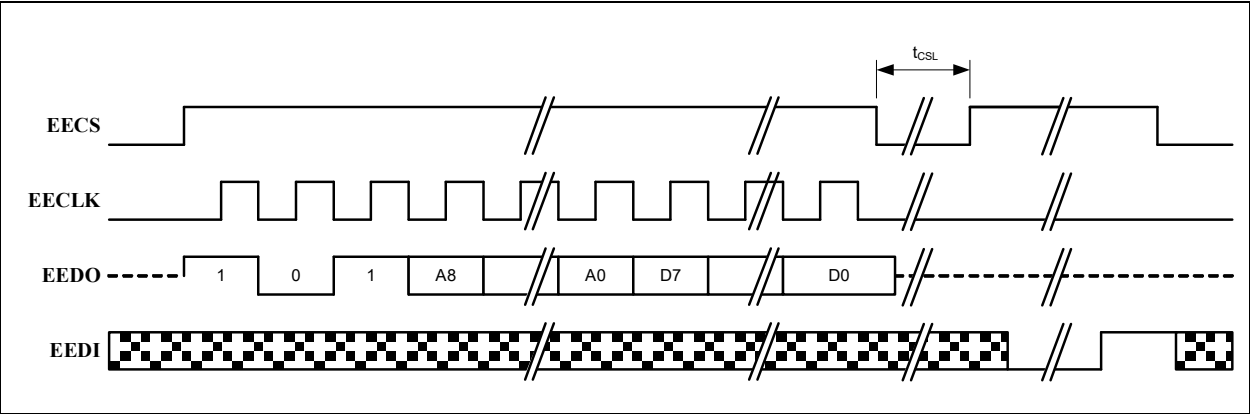 tCSL
EECS
EECLK
EEDO 1 0 1 A8 A0 D7 D0
EEDI